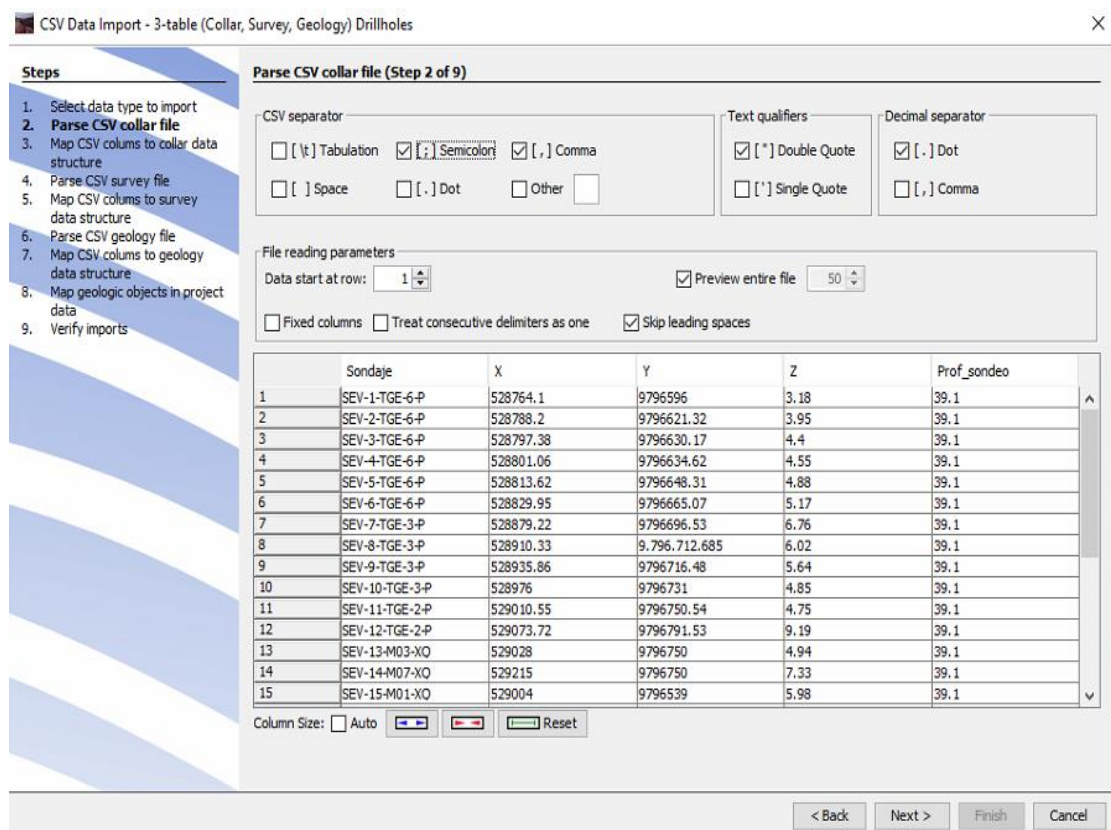 CSV Data Import - 3-table (Collar, Survey, Geology) Drillholes
Steps
1. Select data type to import
2. Parse CSV collar file
3. Map CSV colums to collar data
structure
4. Parse CSV survey file
5. Map CSV colums to survey
data structure
6. Parse CSV geology file
7. Map CSV colums to geology
data structure
8. Map geologic objects in project
data
9. Verify imports
Parse CSV collar file (Step 2 of 9)
CSV separator
[ \t ] Tabulation [ ; ] Semicolon [ , ] Comma
[ ] Space [ . ] Dot Other
Text qualifiers
[ " ] Double Quote
[ ' ] Single Quote
Decimal separator
[ . ] Dot
[ , ] Comma
File reading parameters
Data start at row: 1 Preview entire file 50
Fixed columns Treat consecutive delimiters as one Skip leading spaces
Sondaje X Y Z Prof_sondeo
1 SEV-1-TGE-6-P 528764.1 9796596 3.18 39.1
2 SEV-2-TGE-6-P 528788.2 9796621.32 3.95 39.1
3 SEV-3-TGE-6-P 528797.38 9796630.17 4.4 39.1
4 SEV-4-TGE-6-P 528801.06 9796634.62 4.55 39.1
5 SEV-5-TGE-6-P 528813.62 9796648.31 4.88 39.1
6 SEV-6-TGE-6-P 528829.95 9796665.07 5.17 39.1
7 SEV-7-TGE-3-P 528879.22 9796696.53 6.76 39.1
8 SEV-8-TGE-3-P 528910.33 9.796.712.685 6.02 39.1
9 SEV-9-TGE-3-P 528935.86 9796716.48 5.64 39.1
10 SEV-10-TGE-3-P 528976 9796731 4.85 39.1
11 SEV-11-TGE-2-P 529010.55 9796750.54 4.75 39.1
12 SEV-12-TGE-2-P 529073.72 9796791.53 9.19 39.1
13 SEV-13-M03-XO 529028 9796750 4.94 39.1
14 SEV-14-M07-XO 529215 9796750 7.33 39.1
15 SEV-15-M01-XO 529004 9796539 5.98 39.1
Column Size: Auto Reset
< Back Next > Finish Cancel